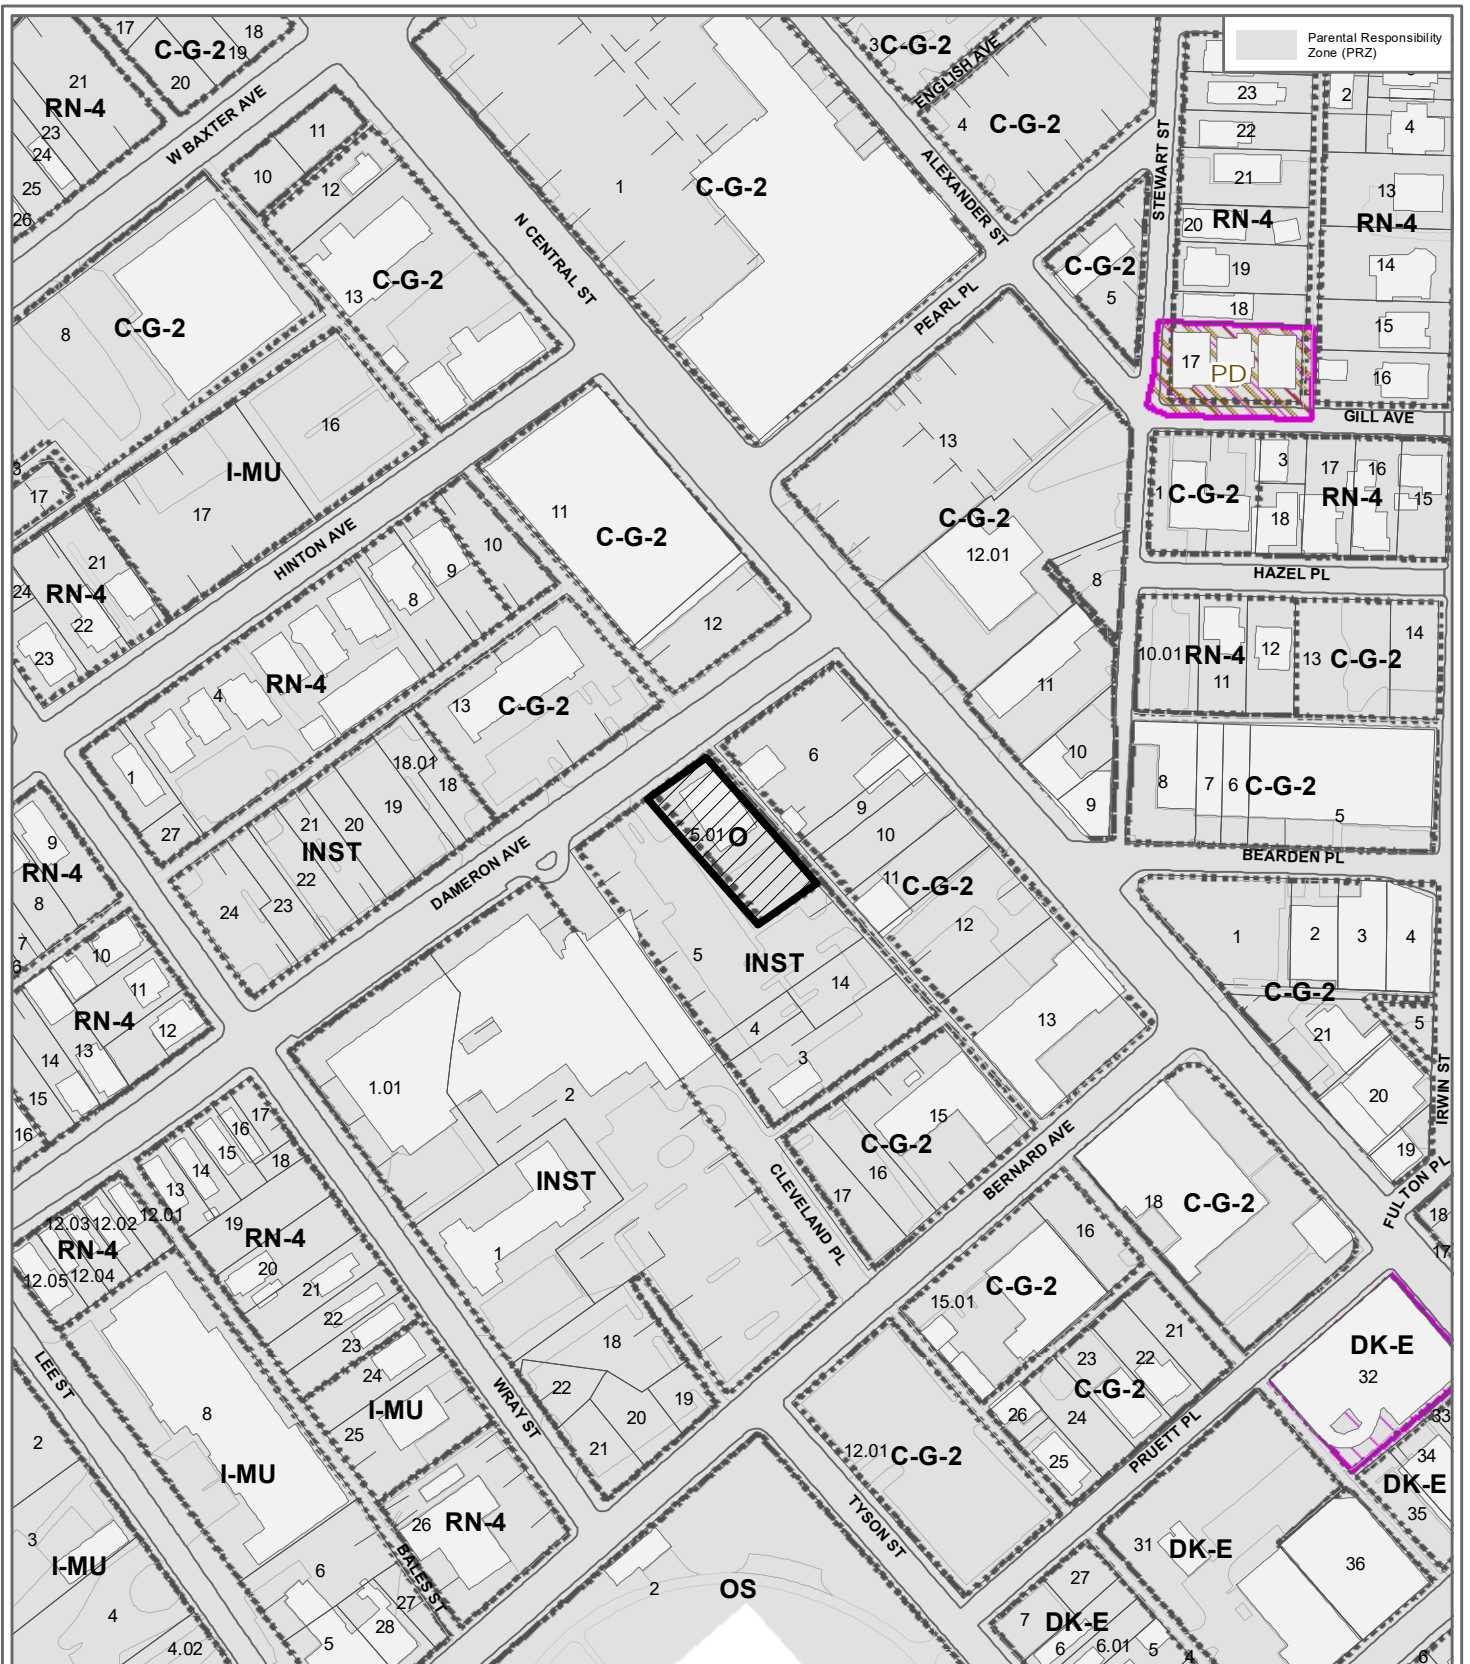 Parental Responsibility
Zone (PRZ)
17
18
C-G-2
19
20
21
RN-4
23
24
25
26
W BAXTER AVE
11
10
12
C-G-2
13
8
C-G-2
N CENTRAL ST
1
C-G-2
3
C-G-2
ENGLISH AVE
4
C-G-2
ALEXANDER ST
STEWART ST
23
22
21
20
RN-4
19
18
2
4
13
RN-4
14
15
16
C-G-2
5
PEARL PL
17
PD
GILL AVE
16
I-MU
17
3
17
HINTON AVE
24
21
RN-4
22
23
11
C-G-2
10
9
8
12
13
C-G-2
12.01
8
11
10
9
1
C-G-2
3
17
16
RN-4
18
15
HAZEL PL
10.01
RN-4
11
12
13
C-G-2
14
8
7
6
C-G-2
5
BEARDEN PL
4
RN-4
1
27
13
C-G-2
18.01
18
19
20
21
INST
22
23
24
DAMERON AVE
5.01
O
6
9
10
11
C-G-2
12
13
5
INST
14
4
3
9
RN-4
8
7
6
10
11
RN-4
12
13
14
15
16
1
2
3
4
C-G-2
5
21
20
19
IRWIN ST
FULTON PL
18
17
1.01
2
INST
1
15
C-G-2
16
17
BERNARD AVE
CLEVELAND PL
17
16
15
14
13
18
19
RN-4
20
21
22
23
24
I-MU
25
12.03
12.02
12.01
RN-4
12.05
12.04
18
C-G-2
16
C-G-2
15.01
18
22
19
20
21
WRAY ST
LEE ST
8
I-MU
2
3
I-MU
4
4.02
26
RN-4
BALES ST
6
5
28
27
21
22
23
C-G-2
24
26
25
PRUETT PL
12.01
C-G-2
TYSON ST
DK-E
32
33
34
DK-E
35
31
DK-E
36
2
OS
27
7
DK-E
6
6.01
5
4
6